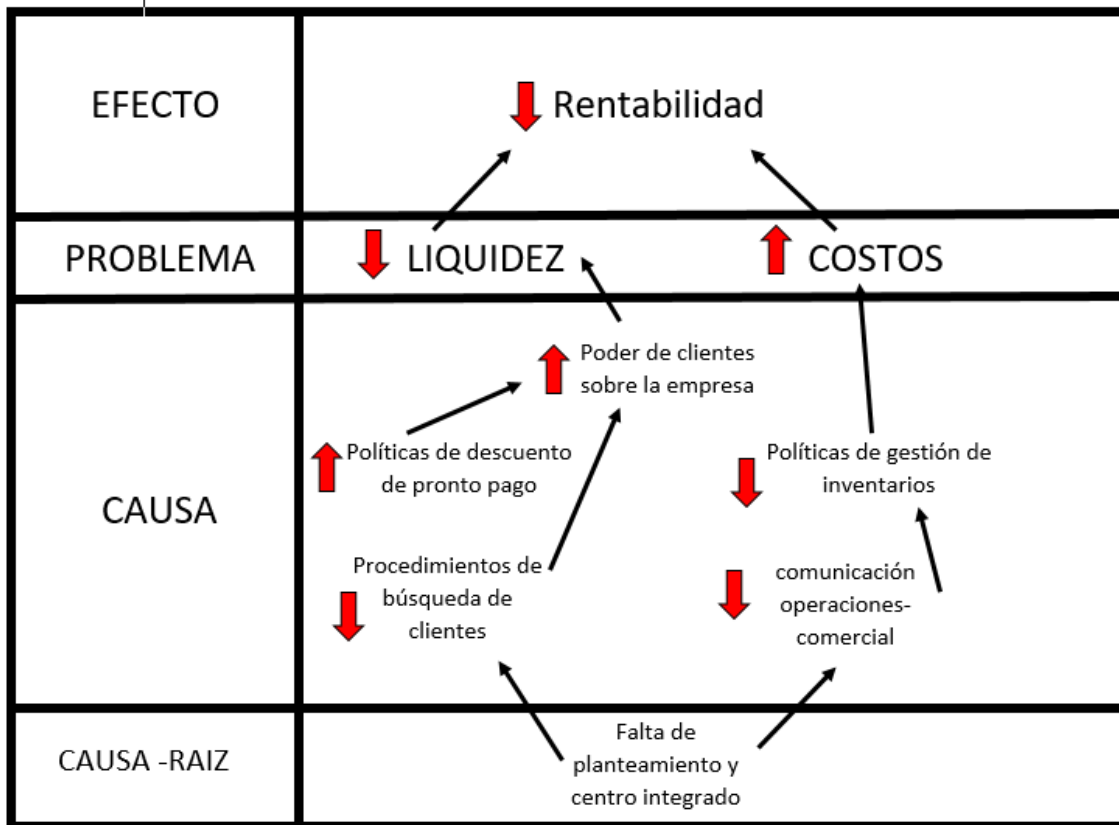 EFECTO
Rentabilidad
PROBLEMA
LIQUIDEZ
COSTOS
CAUSA
Poder de clientes
sobre la empresa
Políticas de descuento
de pronto pago
Políticas de gestión de
inventarios
Procedimientos de
búsqueda de
clientes
comunicación
operaciones-
comercial
CAUSA -RAIZ
Falta de
planteamiento y
centro integrado